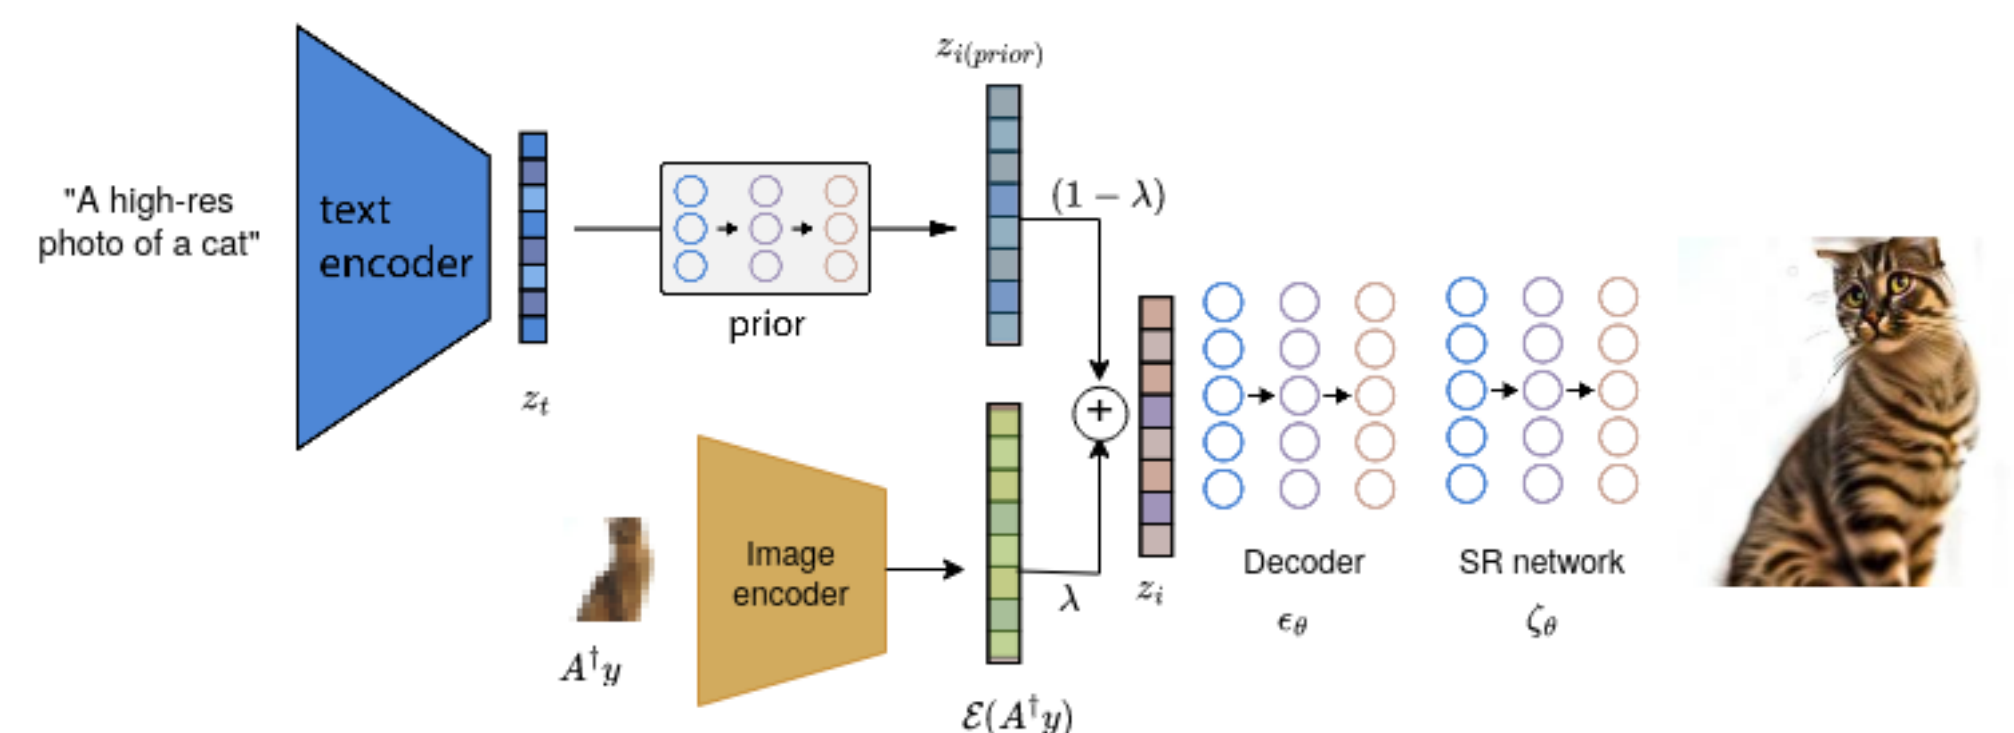 "A high-res
photo of a cat"
text
encoder
z_t
prior
z_{i(prior)}
(1 − λ)
+
A^†y
Image
encoder
ℰ(A^†y)
λ
z_i
Decoder
ϵ_θ
SR network
ζ_θ